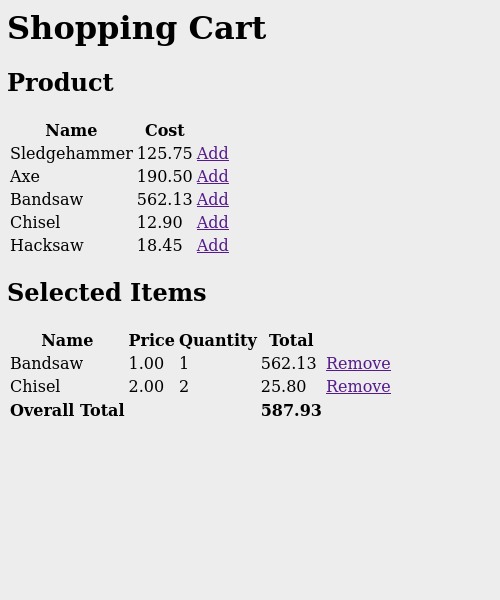 Shopping Cart
Product
Name Cost
Sledgehammer 125.75 Add
Axe 190.50 Add
Bandsaw 562.13 Add
Chisel 12.90 Add
Hacksaw 18.45 Add
Selected Items
Name Price Quantity Total
Bandsaw 1.00 1 562.13 Remove
Chisel 2.00 2 25.80 Remove
Overall Total 587.93